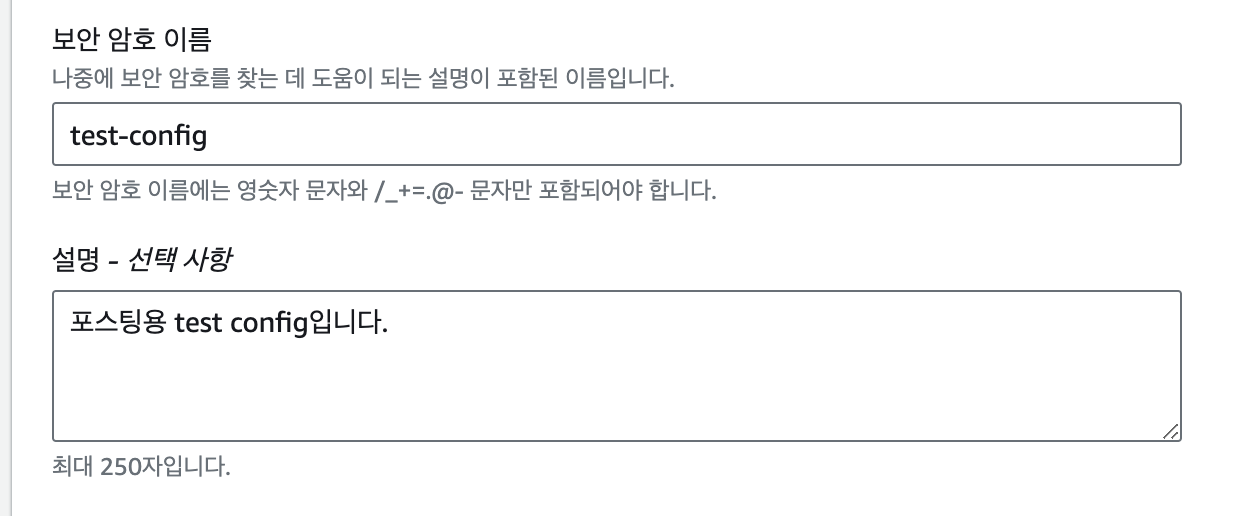 보안 암호 이름
나중에 보안 암호를 찾는 데 도움이 되는 설명이 포함된 이름입니다.
test-config
보안 암호 이름에는 영숫자 문자와 /_+=.@- 문자만 포함되어야 합니다.
설명 - 선택 사항
포스팅용 test config입니다.
최대 250자입니다.